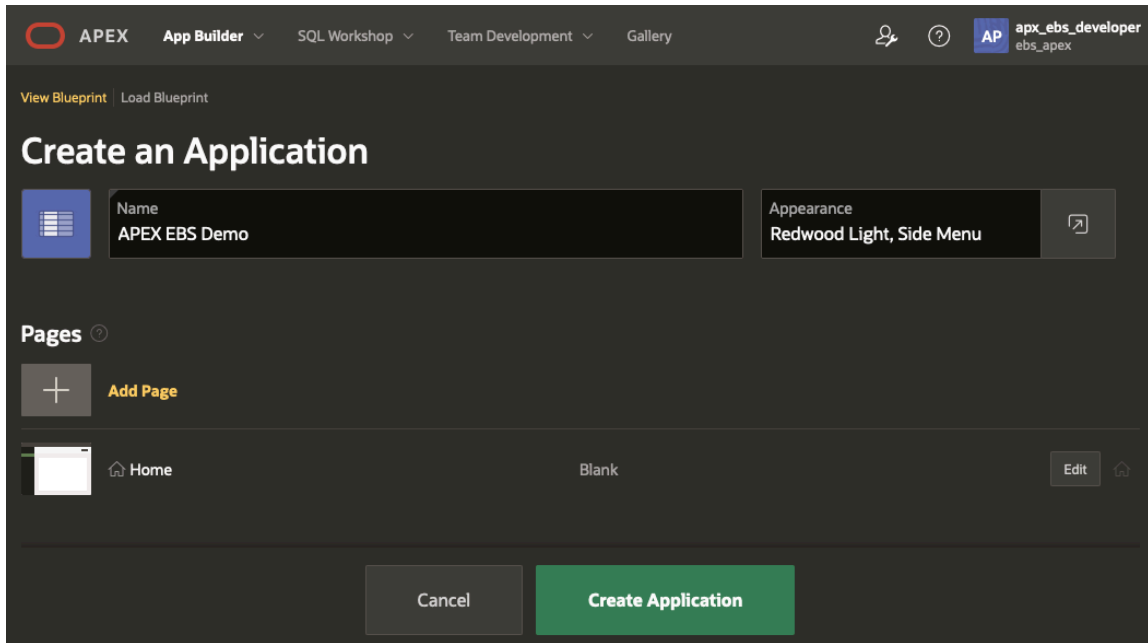 APEX App Builder SQL Workshop Team Development Gallery ? AP apx_ebs_developer
ebs_apex
View Blueprint Load Blueprint
Create an Application
Name
APEX EBS Demo
Appearance
Redwood Light, Side Menu
Pages ?
Add Page
Home Blank Edit
Cancel Create Application